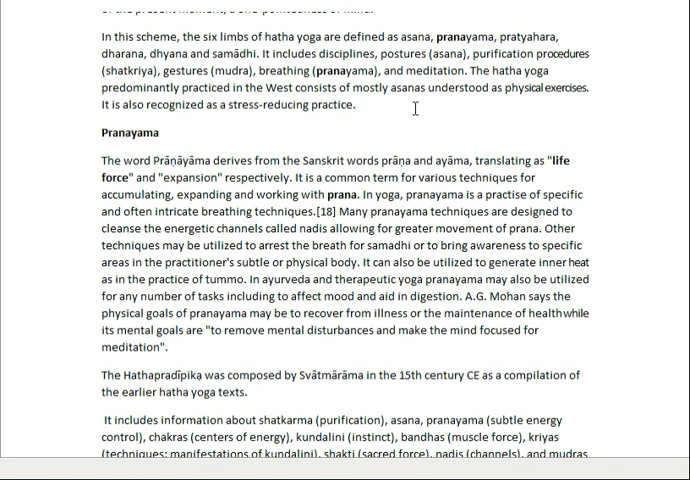 In this scheme, the six limbs of hatha yoga are defined as asana, pranayama, pratyahara,
dharana, dhyana and samādhi. It includes disciplines, postures (asana), purification procedures
(shatkriya), gestures (mudra), breathing (pranayama), and meditation. The hatha yoga
predominantly practiced in the West consists of mostly asanas understood as physical exercises.
It is also recognized as a stress-reducing practice.
Pranayama
The word Prāṇāyāma derives from the Sanskrit words prāṇa and ayāma, translating as "life
force" and "expansion" respectively. It is a common term for various techniques for
accumulating, expanding and working with prana. In yoga, pranayama is a practise of specific
and often intricate breathing techniques.[18] Many pranayama techniques are designed to
cleanse the energetic channels called nadis allowing for greater movement of prana. Other
techniques may be utilized to arrest the breath for samadhi or to bring awareness to specific
areas in the practitioner's subtle or physical body. It can also be utilized to generate inner heat
as in the practice of tummo. In ayurveda and therapeutic yoga pranayama may also be utilized
for any number of tasks including to affect mood and aid in digestion. A.G. Mohan says the
physical goals of pranayama may be to recover from illness or the maintenance of health while
its mental goals are "to remove mental disturbances and make the mind focused for
meditation".
The Hathapradīpika was composed by Svātmārāma in the 15th century CE as a compilation of
the earlier hatha yoga texts.
It includes information about shatkarma (purification), asana, pranayama (subtle energy
control), chakras (centers of energy), kundalini (instinct), bandhas (muscle force), kriyas
(techniques; manifestations of kundalini), shakti (sacred force), nadis (channels), and mudras